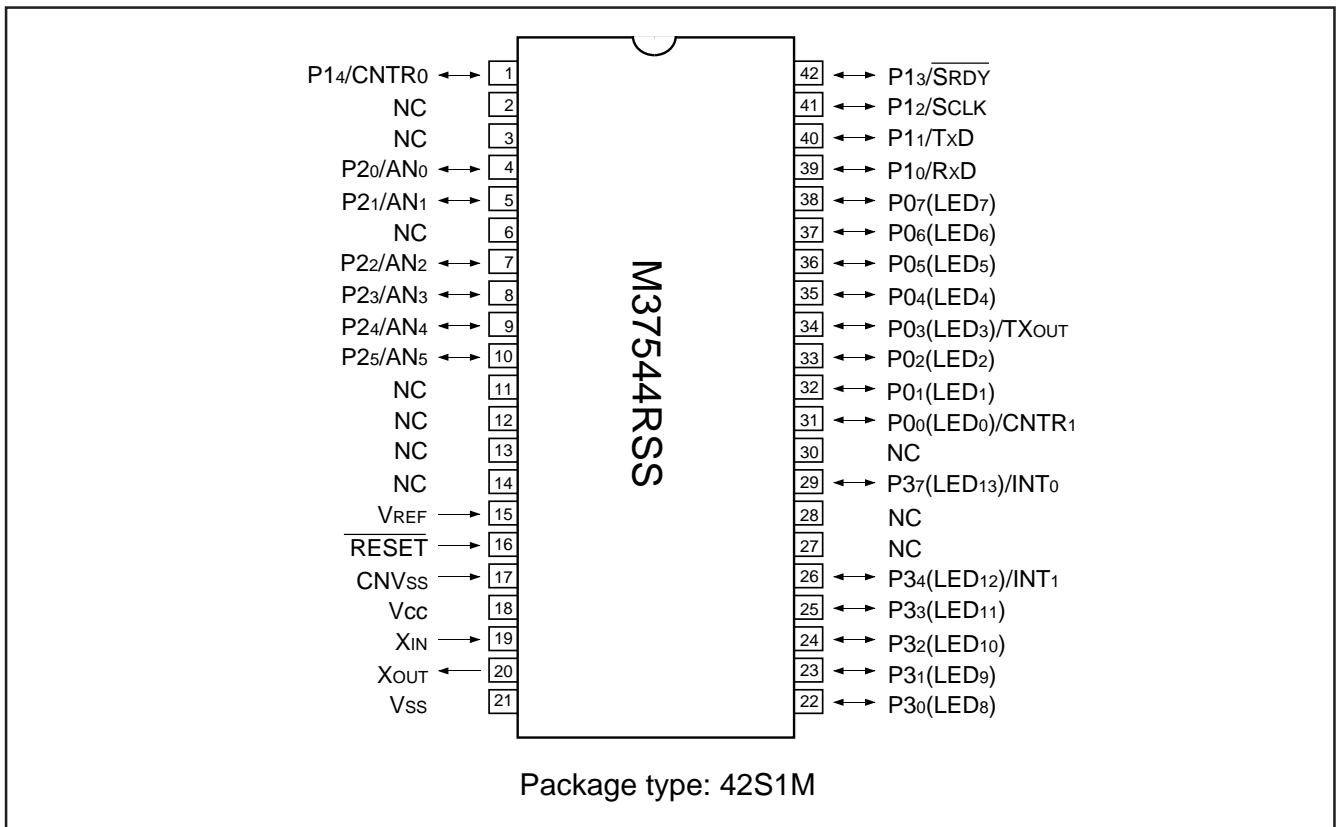 P14/CNTR0 1
NC 2
NC 3
P20/AN0 4
P21/AN1 5
NC 6
P22/AN2 7
P23/AN3 8
P24/AN4 9
P25/AN5 10
NC 11
NC 12
NC 13
NC 14
VREF 15
RESET 16
CNVSS 17
Vcc 18
XIN 19
XOUT 20
VSS 21
M37544RSS
42 P13/SRDY
41 P12/SCLK
40 P11/TXD
39 P10/RXD
38 P07(LED7)
37 P06(LED6)
36 P05(LED5)
35 P04(LED4)
34 P03(LED3)/TXOUT
33 P02(LED2)
32 P01(LED1)
31 P00(LED0)/CNTR1
30 NC
29 P37(LED13)/INT0
28 NC
27 NC
26 P34(LED12)/INT1
25 P33(LED11)
24 P32(LED10)
23 P31(LED9)
22 P30(LED8)
Package type: 42S1M